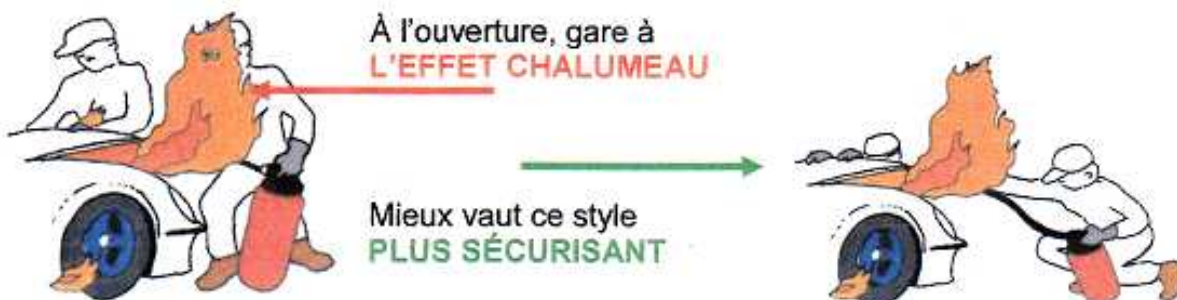 À l'ouverture, gare à
L'EFFET CHALUMEAU
Mieux vaut ce style
PLUS SÉCURISANT